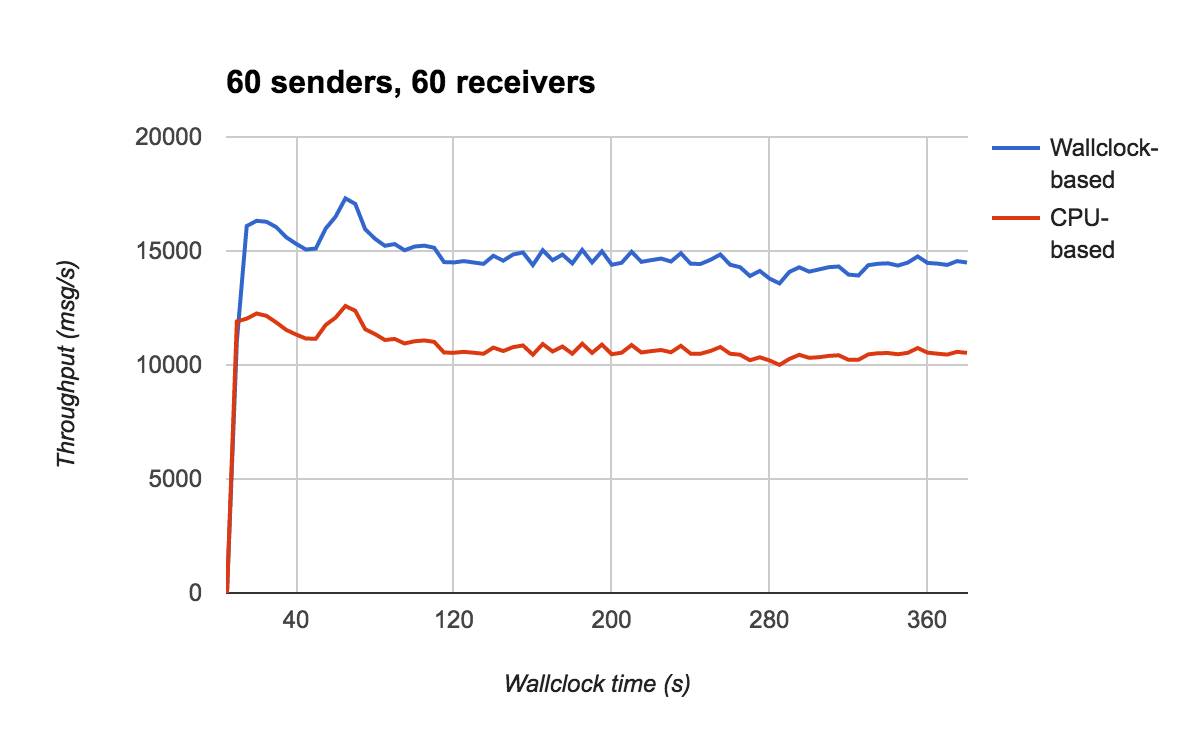 60 senders, 60 receivers
20000
15000
10000
5000
0
Throughput (msg/s)
40 120 200 280 360
Wallclock time (s)
Wallclock-
based
CPU-
based